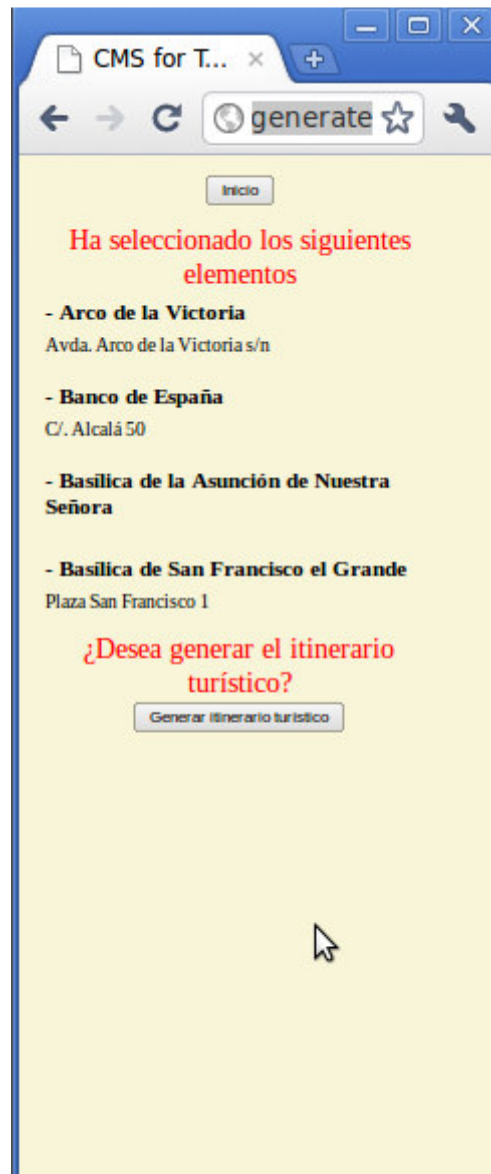 CMS for T...
generate
Inicio
Ha seleccionado los siguientes
elementos
- Arco de la Victoria
Avda. Arco de la Victoria s/n
- Banco de España
C/. Alcalá 50
- Basílica de la Asunción de Nuestra
Señora
- Basílica de San Francisco el Grande
Plaza San Francisco 1
¿Desea generar el itinerario
turístico?
Generar itinerario turístico